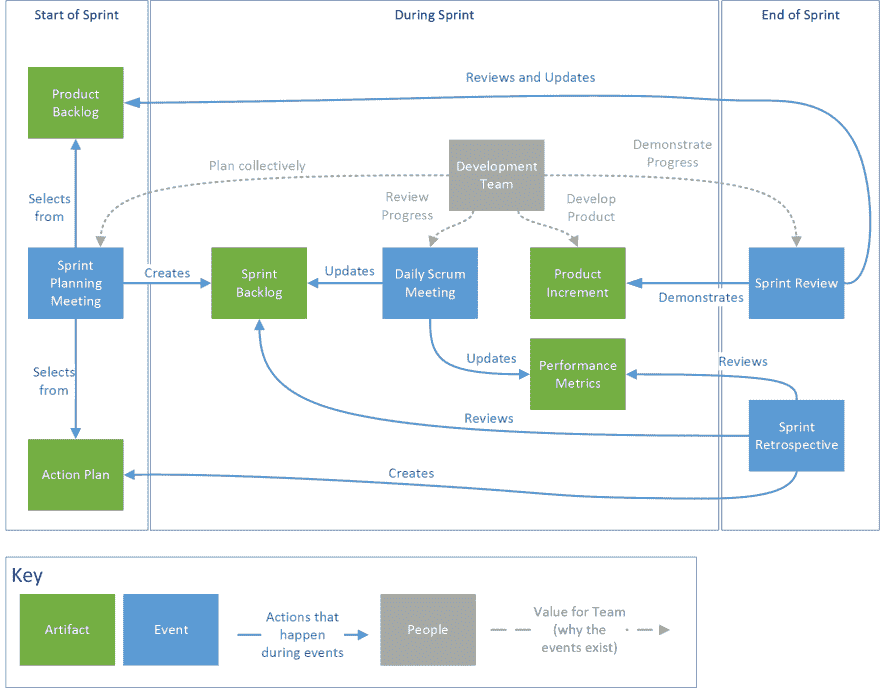 Start of Sprint
During Sprint
End of Sprint
Product
Backlog
Reviews and Updates
Development
Team
Demonstrate
Progress
Plan collectively
Selects
from
Review
Progress
Develop
Product
Sprint
Planning
Meeting
Creates
Sprint
Backlog
Updates
Daily Scrum
Meeting
Product
Increment
Demonstrates
Sprint Review
Selects
from
Updates
Performance
Metrics
Reviews
Reviews
Sprint
Retrospective
Action Plan
Creates
Key
Artifact
Event
Actions that
happen
during events
People
Value for Team
(why the
events exist)